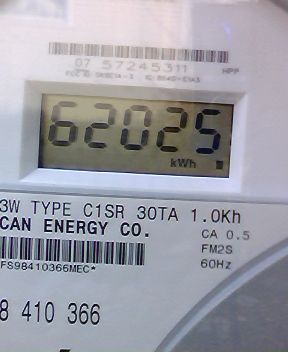 07 57245311
HPP
62025
kWh
3W TYPE C1SR 30TA 1.0Kh
CAN ENERGY CO.
CA 0.5
FM2S
60Hz
FS98410366MEC*
8 410 366